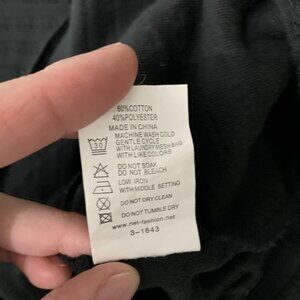 60%COTTON
40%POLYESTER
MADE IN CHINA
MACHINE WASH COLD
GENTLE CYCLE
WITH LAUNDRY MESH BAG
WITH LIKE COLORS
DO NOT SOAK
DO NOT BLEACH
LOW IRON
WITH MIDDLE SETTING
DO NOT DRY CLEAN
DO NOT TUMBLE DRY
www.net-fashion.net
3-1643